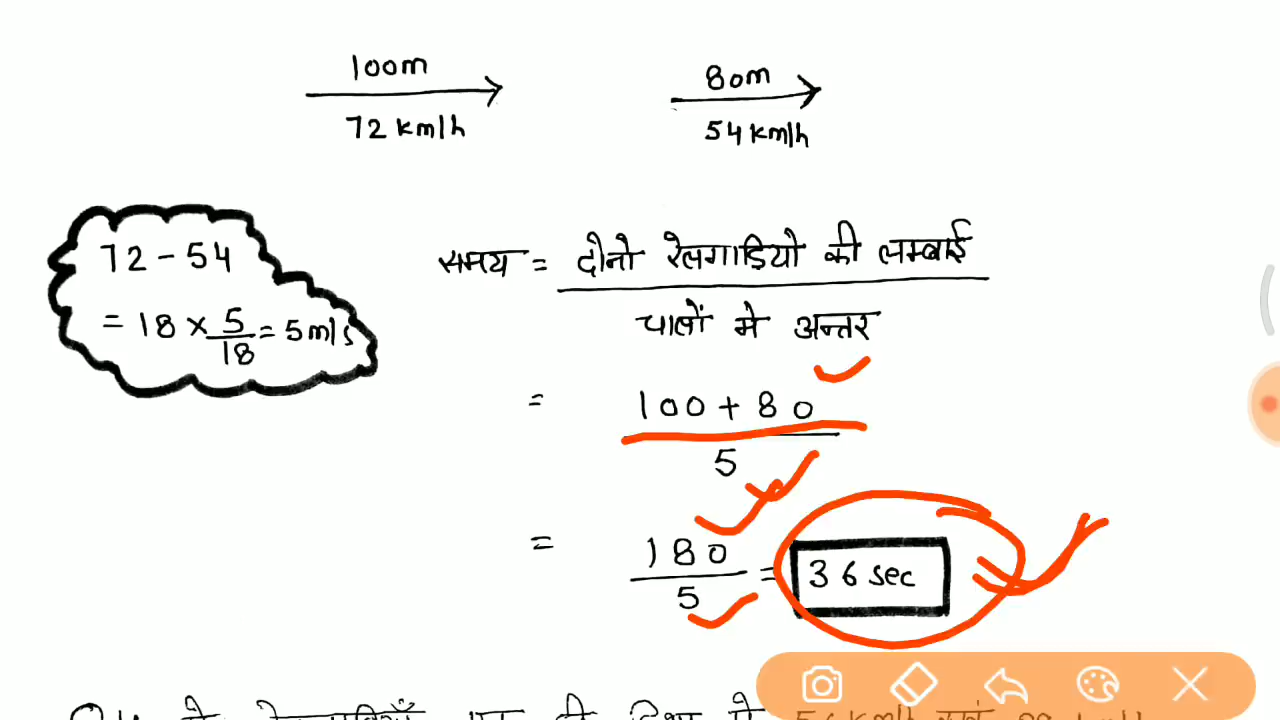 100m
72 km/h
80m
54 km/h
72 - 54
= 18 × 5/18 = 5 m/s
समय = दोनो रेलगाड़ियो की लम्बाई
चालों मे अन्तर
= 100 + 80
5
= 180
5
= 36 sec